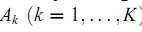 Aₖ (k = 1, . . . , K)